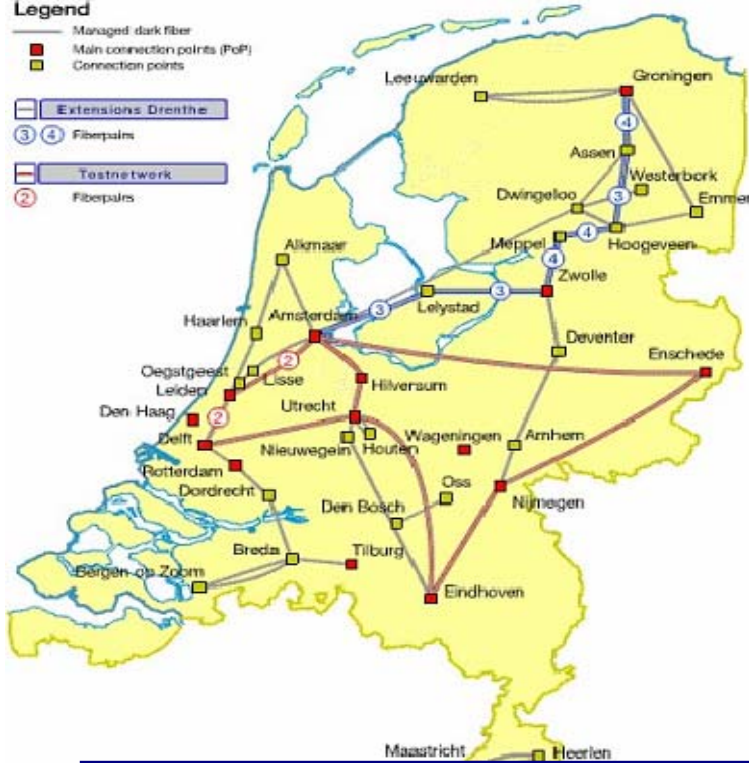 Legend
Managed dark fiber
Main connection points (PoP)
Connection points
Extensions Drenthe
3 4 Fiberpairs
Testnetwork
2 Fiberpairs
Leeuwarden
Groningen
4
Assen
Westerbork
3
Dwingeloo
Emmen
Meppel
4
Hoogeveen
4
Zwolle
Alkmaar
3
3
Lelystad
Haarlem
Amsterdam
Deventer
Enschede
2
Oegstgeest
Lisse
Leiden
Hilversum
Den Haag
2
Utrecht
Delft
Nieuwegein
Houten
Wageningen
Arnhem
Rotterdam
Oss
Dordrecht
Den Bosch
Nijmegen
Breda
Tilburg
Bergen op Zoom
Eindhoven
Maastricht
Heerlen